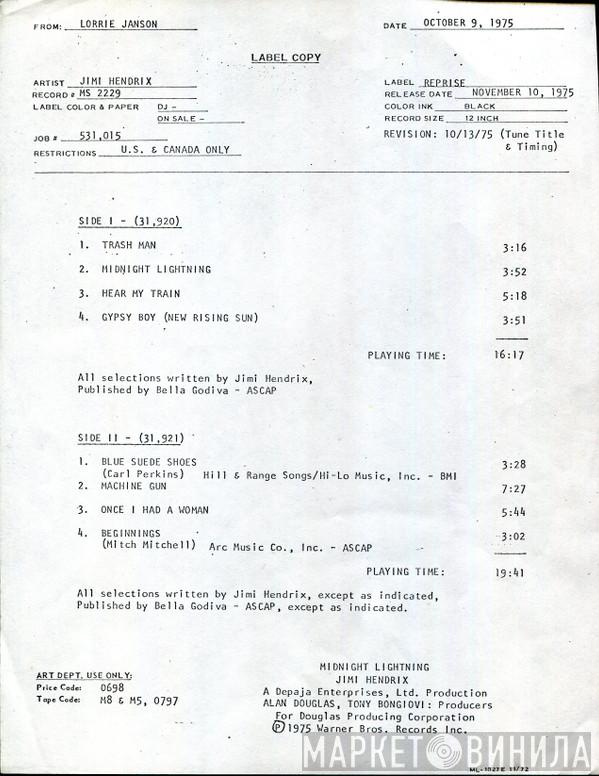 FROM: LORRIE JANSON
DATE OCTOBER 9, 1975
LABEL COPY
ARTIST JIMI HENDRIX
LABEL REPRISE
RECORD # MS 2229
RELEASE DATE NOVEMBER 10, 1975
LABEL COLOR & PAPER DJ -
COLOR INK BLACK
ON SALE -
RECORD SIZE 12 INCH
JOB # 531,015
REVISION: 10/13/75 (Tune Title
& Timing)
RESTRICTIONS U.S. & CANADA ONLY
SIDE I - (31,920)
1. TRASH MAN 3:16
2. MIDNIGHT LIGHTNING 3:52
3. HEAR MY TRAIN 5:18
4. GYPSY BOY (NEW RISING SUN) 3:51
PLAYING TIME: 16:17
All selections written by Jimi Hendrix,
Published by Bella Godiva - ASCAP
SIDE II - (31,921)
1. BLUE SUEDE SHOES 3:28
(Carl Perkins) Hill & Range Songs/Hi-Lo Music, Inc. - BMI
2. MACHINE GUN 7:27
3. ONCE I HAD A WOMAN 5:44
4. BEGINNINGS 3:02
(Mitch Mitchell) Arc Music Co., Inc. - ASCAP
PLAYING TIME: 19:41
All selections written by Jimi Hendrix, except as indicated,
Published by Bella Godiva - ASCAP, except as indicated.
ART DEPT. USE ONLY:
Price Code: 0698
Tape Code: M8 & M5, 0797
MIDNIGHT LIGHTNING
JIMI HENDRIX
A Depaja Enterprises, Ltd. Production
ALAN DOUGLAS, TONY BONGIOVI: Producers
For Douglas Producing Corporation
Ⓟ1975 Warner Bros. Records Inc.
МАРКЕТ ВИНИЛА
ML-1027E 11/72